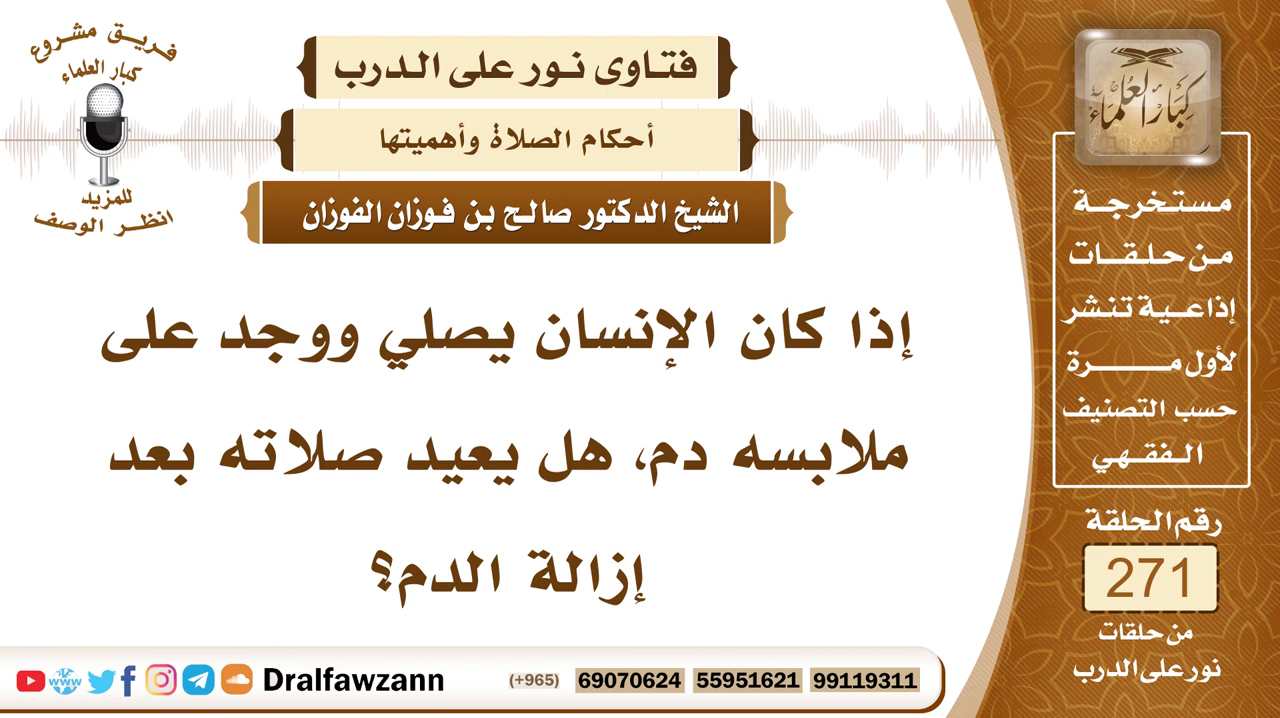 فريق مشروع
كبار العلماء
للمزيد
انظر الوصف
فتاوى نور على الدرب
أحكام الصلاة وأهميتها
الشيخ الدكتور صالح بن فوزان الفوزان
إذا كان الإنسان يصلي ووجد على
ملابسه دم، هل يعيد صلاته بعد
إزالة الدم؟
كبار العلماء
مستخرجة
من حلقات
إذاعية تنشر
لأول مرة
حسب التصنيف
الفقهي
رقم الحلقة
271
من حلقات
نور على الدرب
www Dralfawzann (+965) 69070624 55951621 99119311